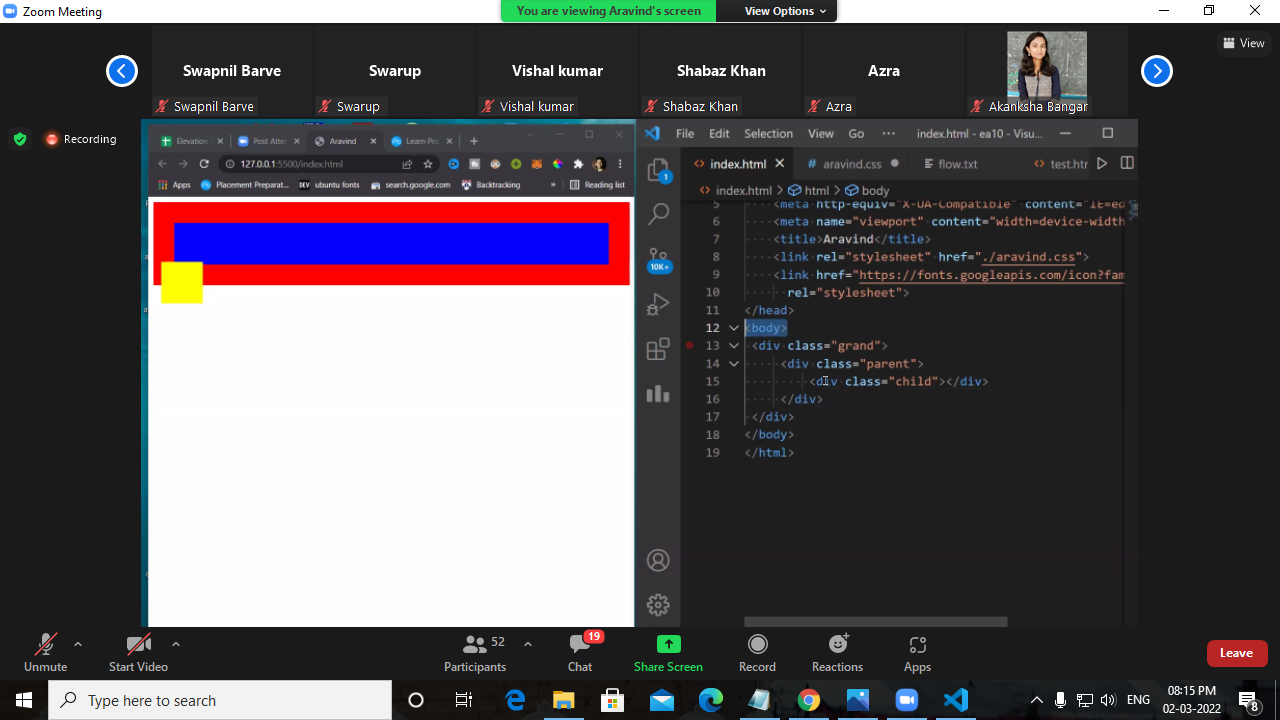 Zoom Meeting
You are viewing Aravind's screen
View Options
View
Swapnil Barve
Swarup
Vishal kumar
Shabaz Khan
Azra
Swapnil Barve
Swarup
Vishal kumar
Shabaz Khan
Azra
Akanksha Bangar
Recording
Elevation
Post Atte
Aravind
Learn Pro
127.0.0.1:5500/index.html
Apps
Placement Preparat...
DEV ubuntu fonts
search.google.com
Backtracking
»
Reading list
File Edit Selection View Go ··· index.html - ea10 - Visu...
index.html
aravind.css
flow.txt
test.htr
index.html > html > body
1
10K+
5 <meta http-equiv="X-UA-Compatible" content="IE=ed
6 <meta name="viewport" content="width=device-width
7 <title>Aravind</title>
8 <link rel="stylesheet" href="./aravind.css">
9 <link href="https://fonts.googleapis.com/icon?fam
10 rel="stylesheet">
11 </head>
12 <body>
13 <div class="grand">
14 <div class="parent">
15 <div class="child"></div>
16 </div>
17 </div>
18 </body>
19 </html>
Unmute
Start Video
52
Participants
19
Chat
Share Screen
Record
Reactions
Apps
Leave
Type here to search
ENG
08:15 PM
02-03-2022
8